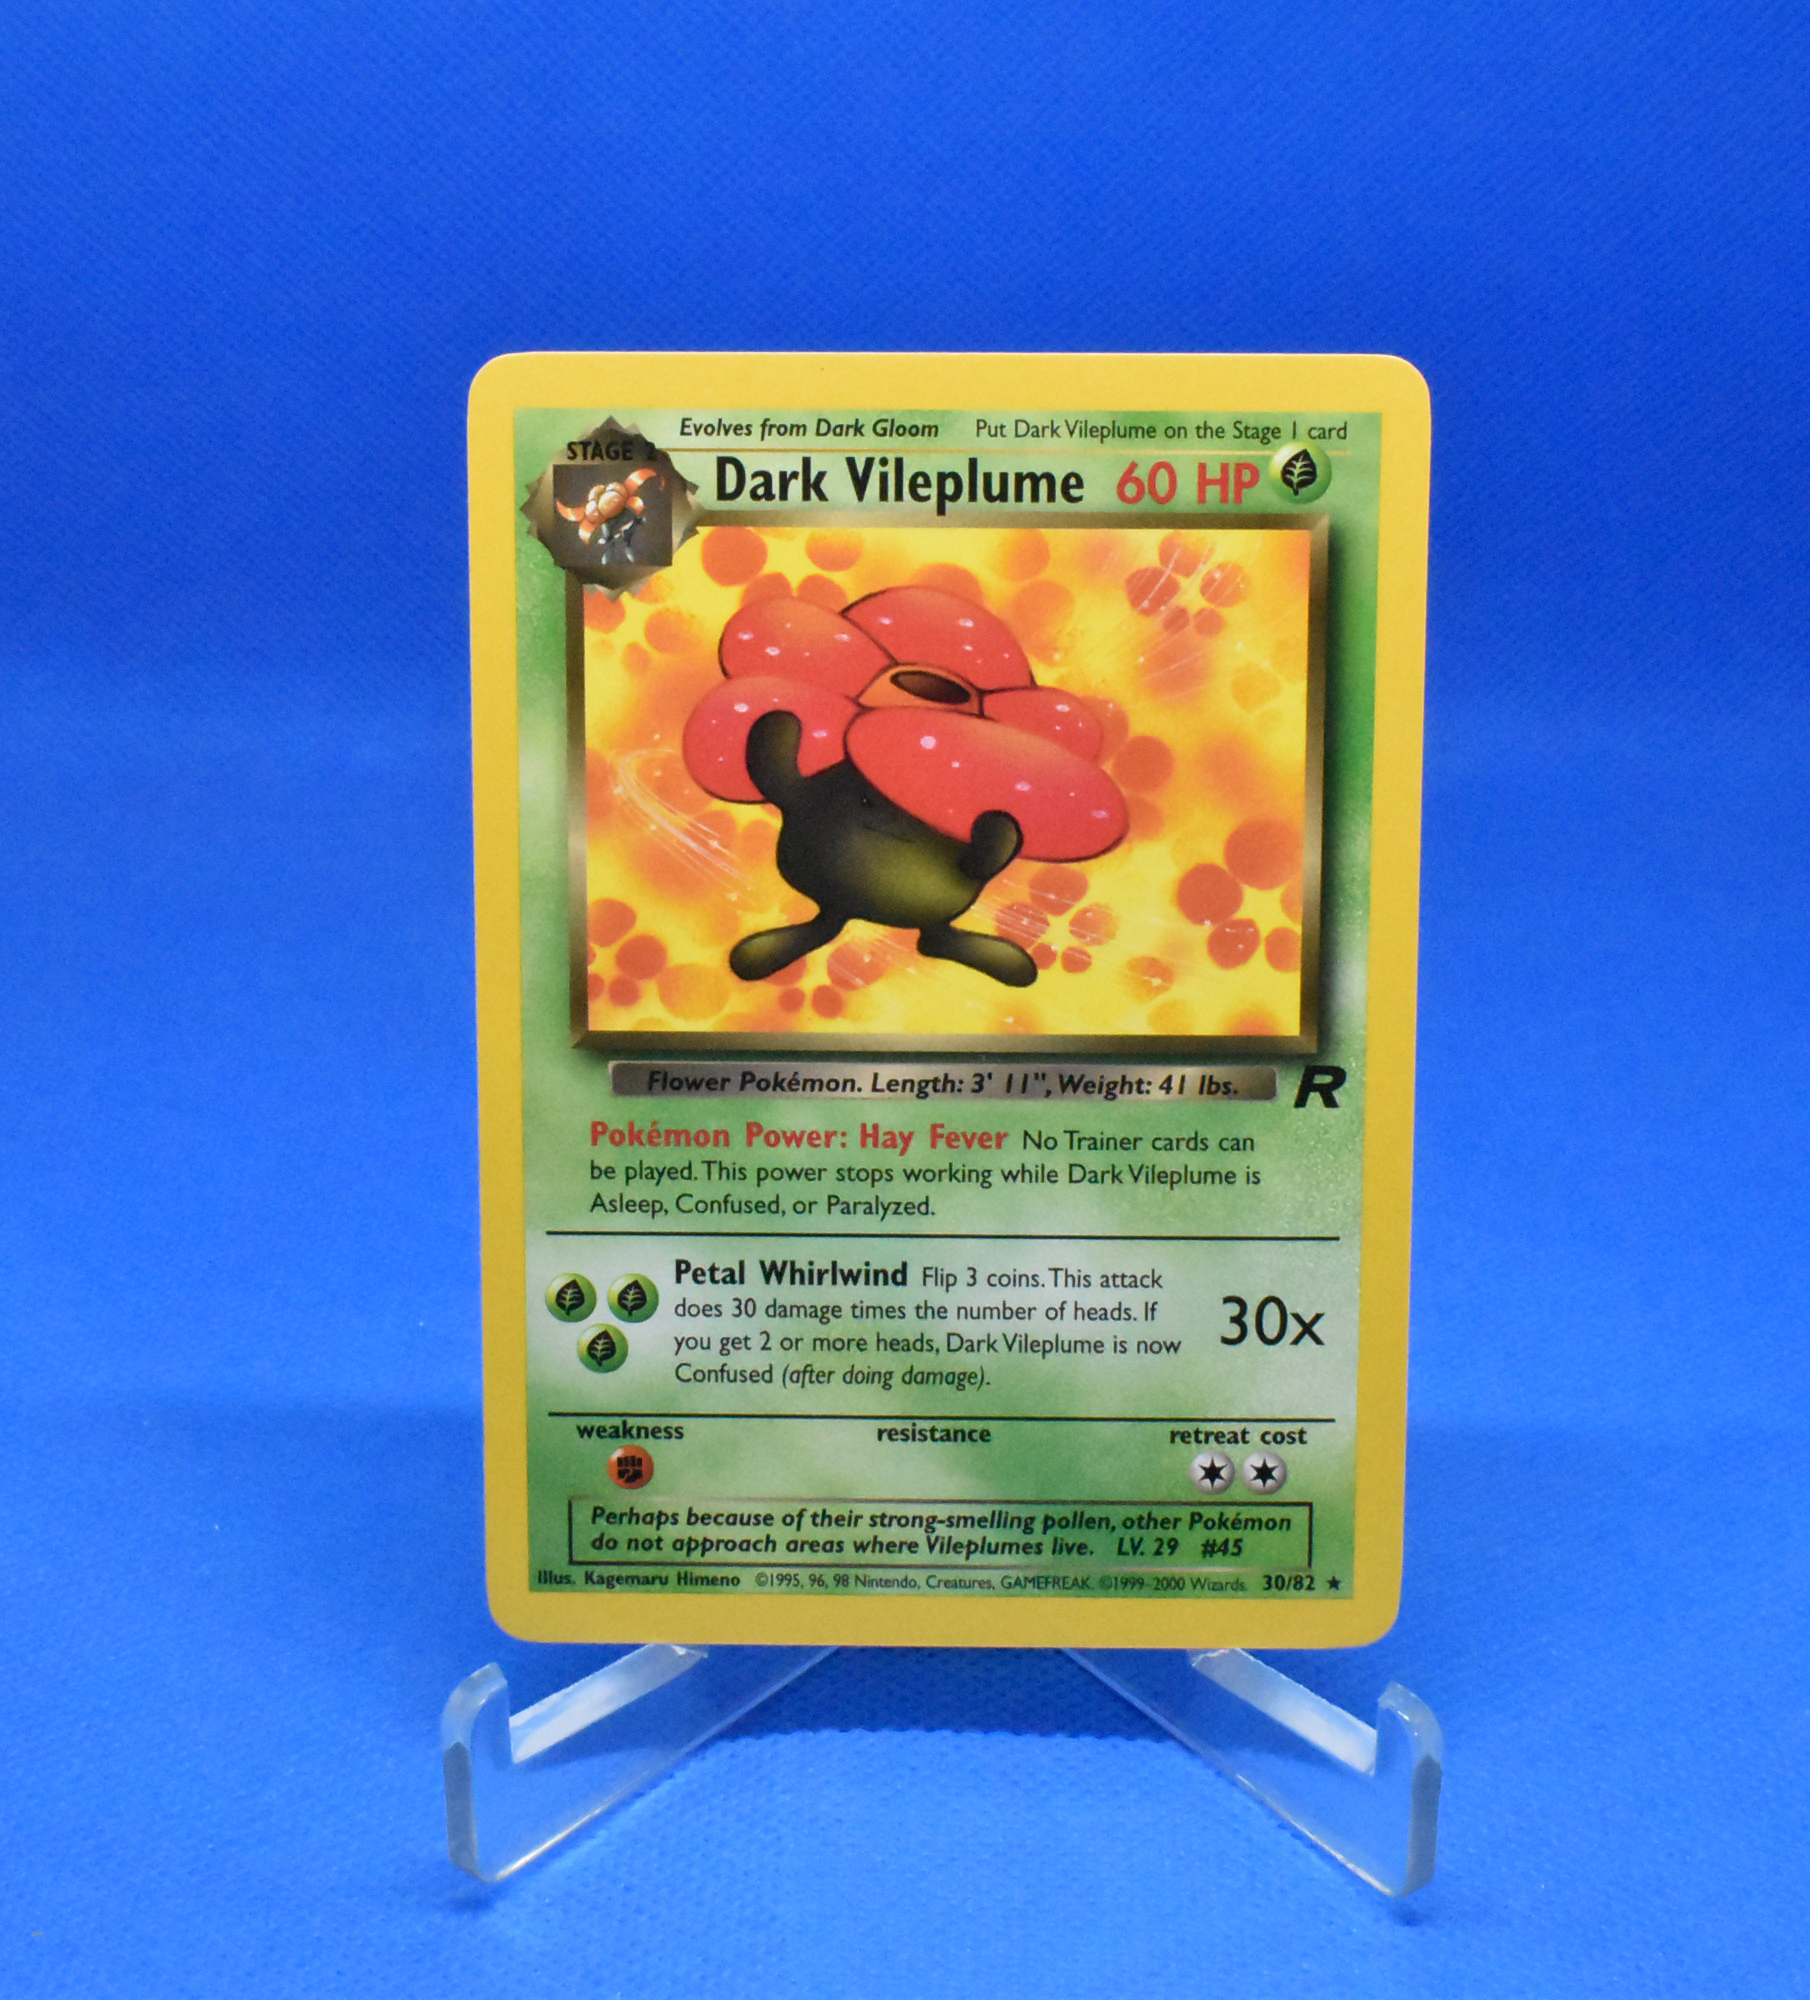 Evolves from Dark Gloom Put Dark Vileplume on the Stage 1 card
STAGE 2
Dark Vileplume 60 HP
Flower Pokémon. Length: 3' 11", Weight: 41 lbs.
R
Pokémon Power: Hay Fever No Trainer cards can
be played. This power stops working while Dark Vileplume is
Asleep, Confused, or Paralyzed.
Petal Whirlwind Flip 3 coins. This attack
does 30 damage times the number of heads. If
you get 2 or more heads, Dark Vileplume is now
Confused (after doing damage).
30x
weakness resistance retreat cost
Perhaps because of their strong-smelling pollen, other Pokémon
do not approach areas where Vileplumes live. LV. 29 #45
Illus. Kagemaru Himeno ©1995, 96, 98 Nintendo, Creatures, GAMEFREAK. ©1999-2000 Wizards. 30/82 ★